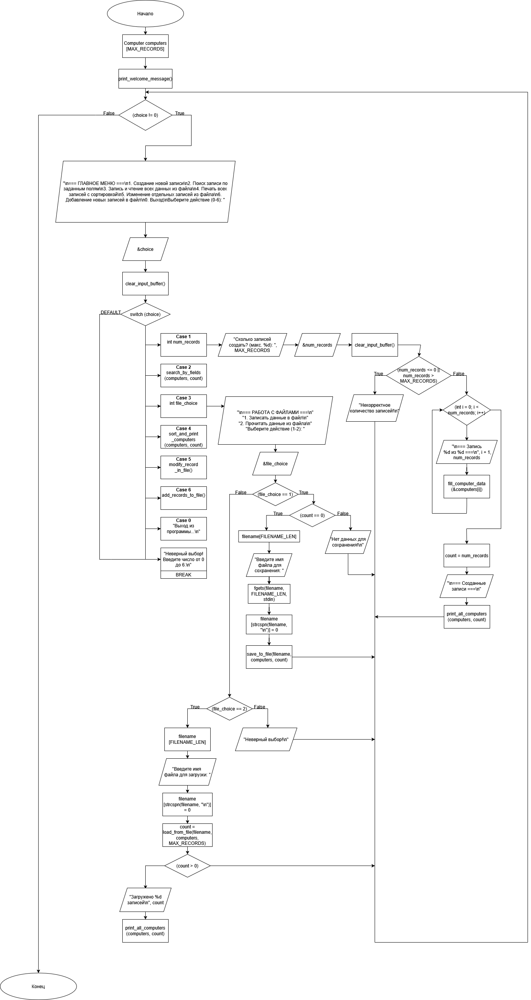 Начало
Computer computers
[MAX_RECORDS]
print_welcome_message()
(choice != 0)
False
True
"\n=== ГЛАВНОЕ МЕНЮ ===\n1. Создание новой записи\n2. Поиск записи по
заданным полям\n3. Запись и чтение всех данных из файла\n4. Печать всех
записей с сортировкой\n5. Изменение отдельных записей из файла\n6.
Добавление новых записей в файл\n0. Выход\nВыберите действие (0-6): "
&choice
clear_input_buffer()
switch (choice)
DEFAULT
Case 1
int num_records
"Сколько записей
создать? (макс. %d): ",
MAX_RECORDS
&num_records
clear_input_buffer()
(num_records <= 0 ||
num_records >
MAX_RECORDS)
True
False
"Некорректное
количество записей!\n"
(int i = 0; i <
num_records; i++)
"\n=== Запись
%d из %d ===\n", i + 1,
num_records
fill_computer_data
(&computers[i])
count = num_records
"\n=== Созданные
записи ===\n"
print_all_computers
(computers, count)
Case 2
search_by_fields
(computers, count)
Case 3
int file_choice
"\n=== РАБОТА С ФАЙЛАМИ ===\n"
"1. Записать данные в файл\n"
"2. Прочитать данные из файла\n"
"Выберите действие (1-2): "
&file_choice
(file_choice == 1)
False
True
(count == 0)
True
False
filename[FILENAME_LEN]
"Нет данных для
сохранения!\n"
"Введите имя
файла для
сохранения: "
fgets(filename,
FILENAME_LEN,
stdin)
filename
[strcspn(filename,
"\n")] = 0
save_to_file(filename,
computers, count)
Case 4
sort_and_print
_computers
(computers, count)
Case 5
modify_record
_in_file()
Case 6
add_records_to_file()
Case 0
"Выход из
программы...\n"
"Неверный выбор!
Введите число от 0
до 6.\n"
BREAK
(file_choice == 2)
True
False
filename
[FILENAME_LEN]
"Неверный выбор!\n"
"Введите имя
файла для загрузки: "
filename
[strcspn(filename, "\n")]
= 0
count =
load_from_file(filename,
computers,
MAX_RECORDS)
(count > 0)
"Загружено %d
записей\n", count
print_all_computers
(computers, count)
Конец